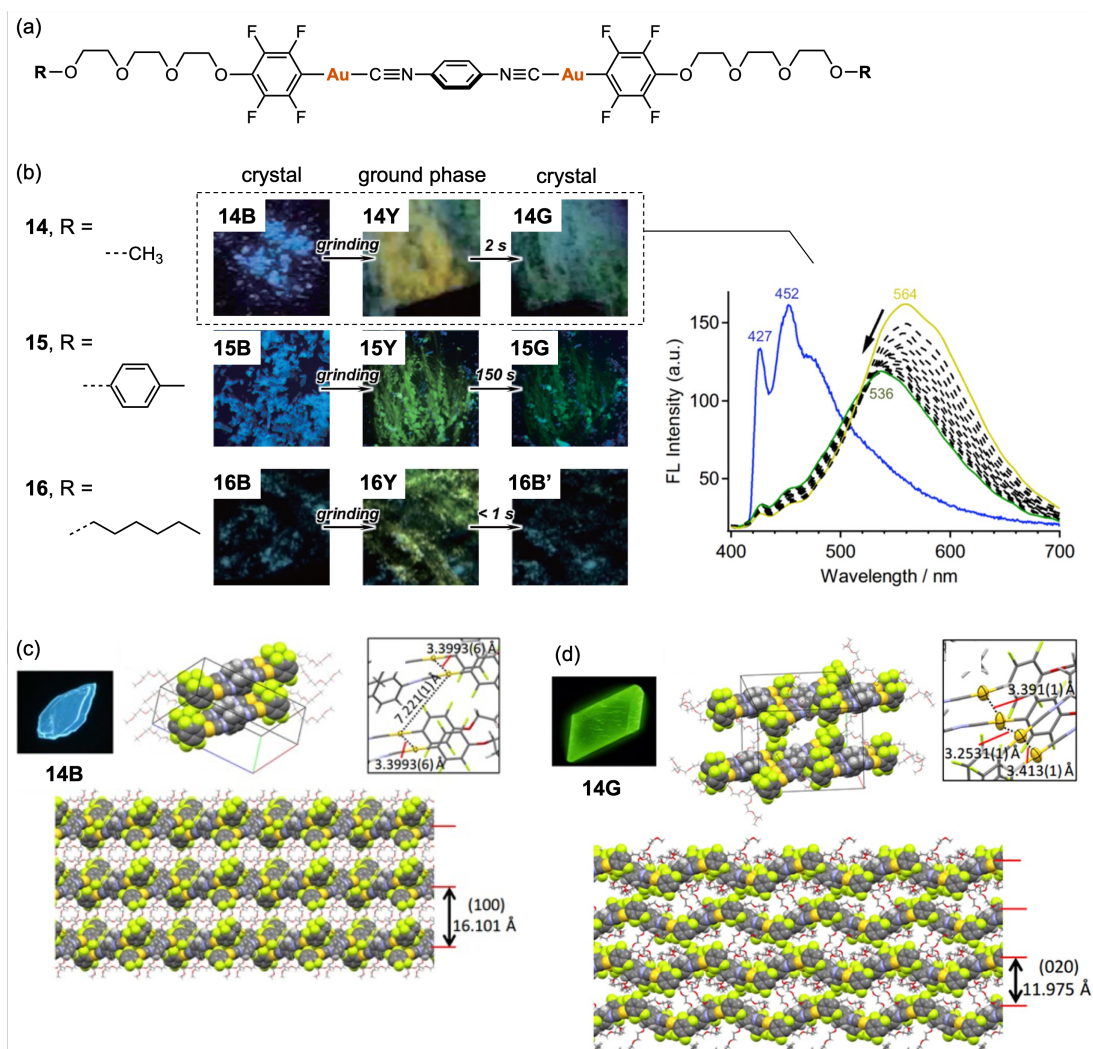 (a)
F F F F
R O O O O Au C≡N N≡C Au O O O O R
F F F F
(b)
crystal ground phase crystal
14, R =
CH3
14B grinding 14Y 2 s 14G
15, R =
15B grinding 15Y 150 s 15G
16, R =
16B grinding 16Y < 1 s 16B'
427
452
564
536
FL Intensity (a.u.)
150
100
50
400 500 600 700
Wavelength / nm
(c)
14B
3.3993(6) Å
7.221(1) Å
3.3993(6) Å
(100)
16.101 Å
(d)
14G
3.391(1) Å
3.2531(1) Å
3.413(1) Å
(020)
11.975 Å